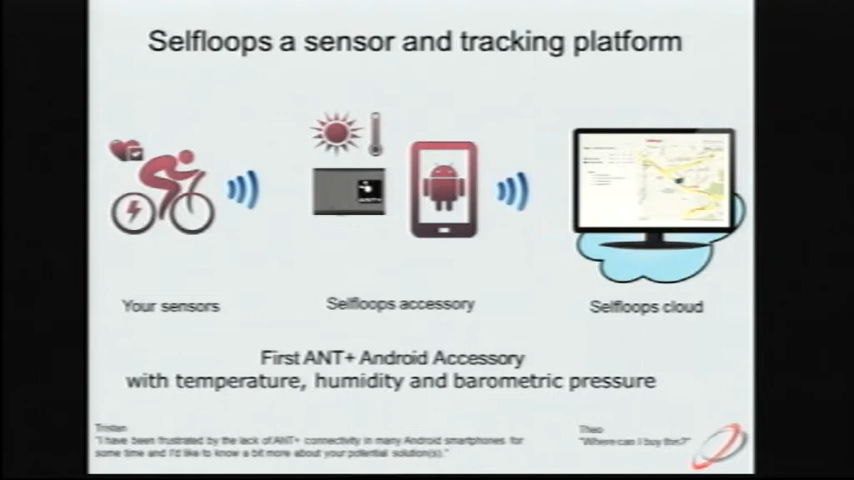 Selfloops a sensor and tracking platform
Your sensors
Selfloops accessory
Selfloops cloud
First ANT+ Android Accessory
with temperature, humidity and barometric pressure
Tristan
"I have been frustrated by the lack of ANT+ connectivity in many Android smartphones for
some time and I'd like to know a bit more about your potential solution(s)."
Theo
"Where can I buy this?"